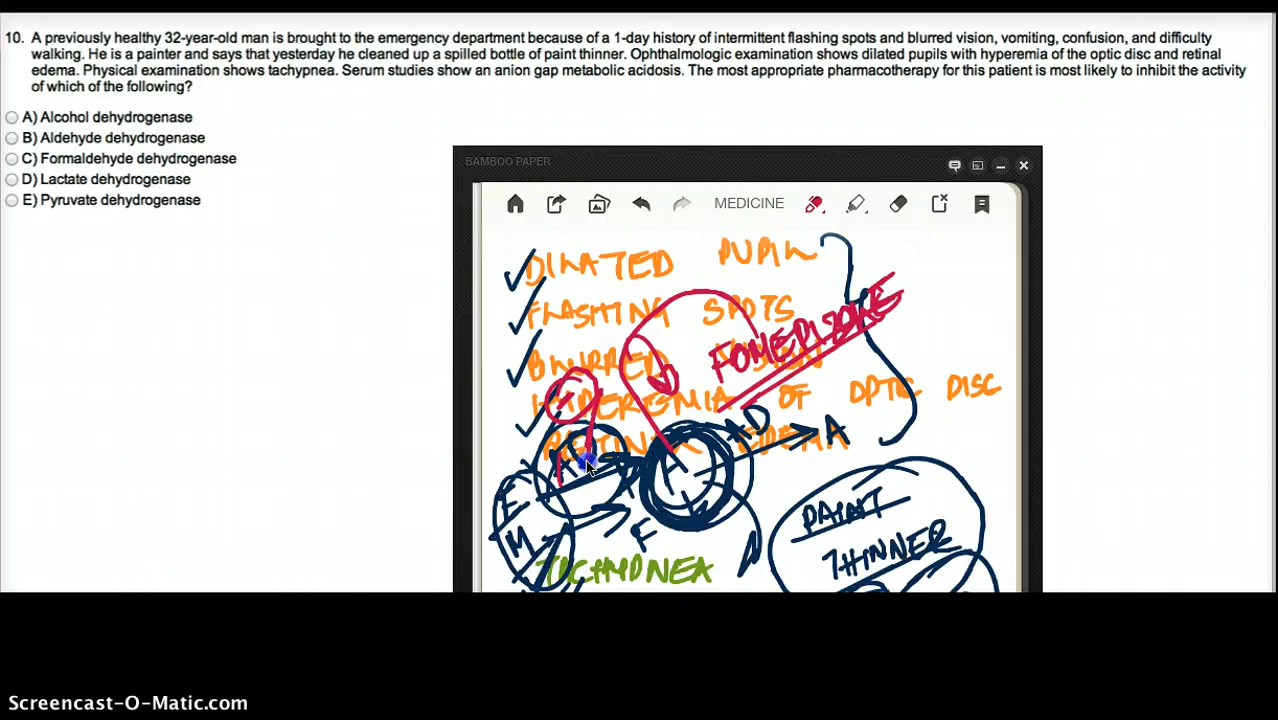 10. A previously healthy 32-year-old man is brought to the emergency department because of a 1-day history of intermittent flashing spots and blurred vision, vomiting, confusion, and difficulty
walking. He is a painter and says that yesterday he cleaned up a spilled bottle of paint thinner. Ophthalmologic examination shows dilated pupils with hyperemia of the optic disc and retinal
edema. Physical examination shows tachypnea. Serum studies show an anion gap metabolic acidosis. The most appropriate pharmacotherapy for this patient is most likely to inhibit the activity
of which of the following?
A) Alcohol dehydrogenase
B) Aldehyde dehydrogenase
C) Formaldehyde dehydrogenase
D) Lactate dehydrogenase
E) Pyruvate dehydrogenase
BAMBOO PAPER
MEDICINE
DILATED PUPIL
FLASHING SPOTS
FOMEPIZOLE
BLURRED VISION
HYPEREMIA OF OPTIC DISC
AD A
EDEMA
E
M F
PAINT
THINNER
TACHYPNEA
Screencast-O-Matic.com